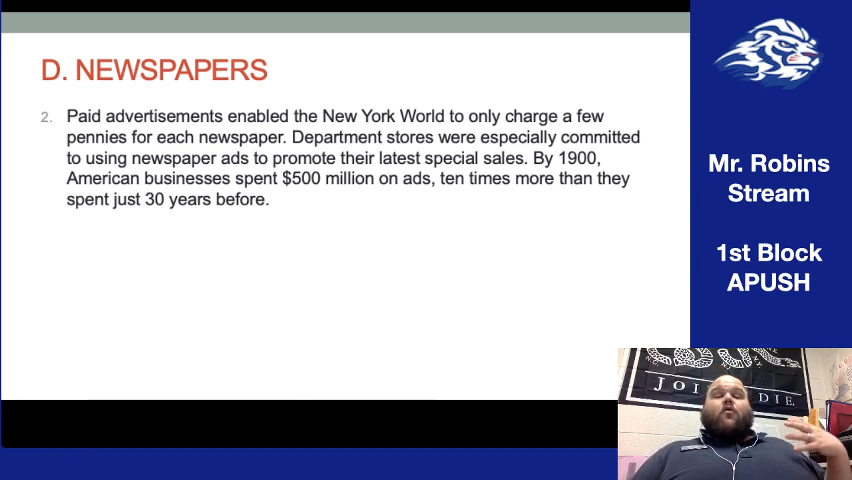 D. NEWSPAPERS
2. Paid advertisements enabled the New York World to only charge a few
pennies for each newspaper. Department stores were especially committed
to using newspaper ads to promote their latest special sales. By 1900,
American businesses spent $500 million on ads, ten times more than they
spent just 30 years before.
Mr. Robins
Stream
1st Block
APUSH
JOI DIE.